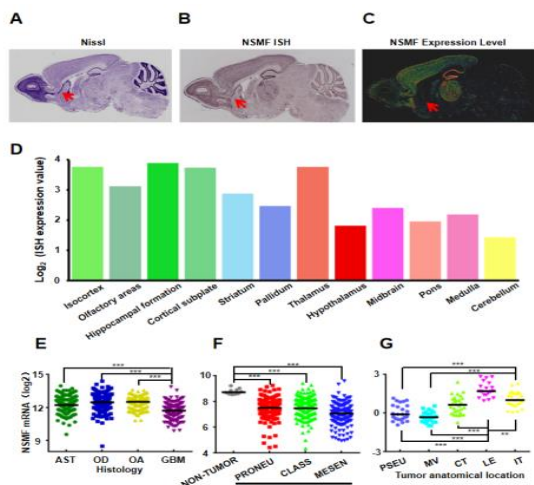 A
B
C
Nissl
NSMF ISH
NSMF Expression Level
D
Log2 (ISH expression value)
4
3
2
1
0
Isocortex
Olfactory areas
Hippocampal formation
Cortical subplate
Striatum
Pallidum
Thalamus
Hypothalamus
Midbrain
Pons
Medulla
Cerebellum
E
F
G
NSMF mRNA (log2)
15
12
9
***
***
***
AST
OD
OA
GBM
Histology
10
8
6
4
***
***
***
NON-TUMOR
PRONEU
CLASS
MESEN
3
0
-3
***
***
***
***
***
**
PSEU
MV
CT
LE
IT
Tumor anatomical location